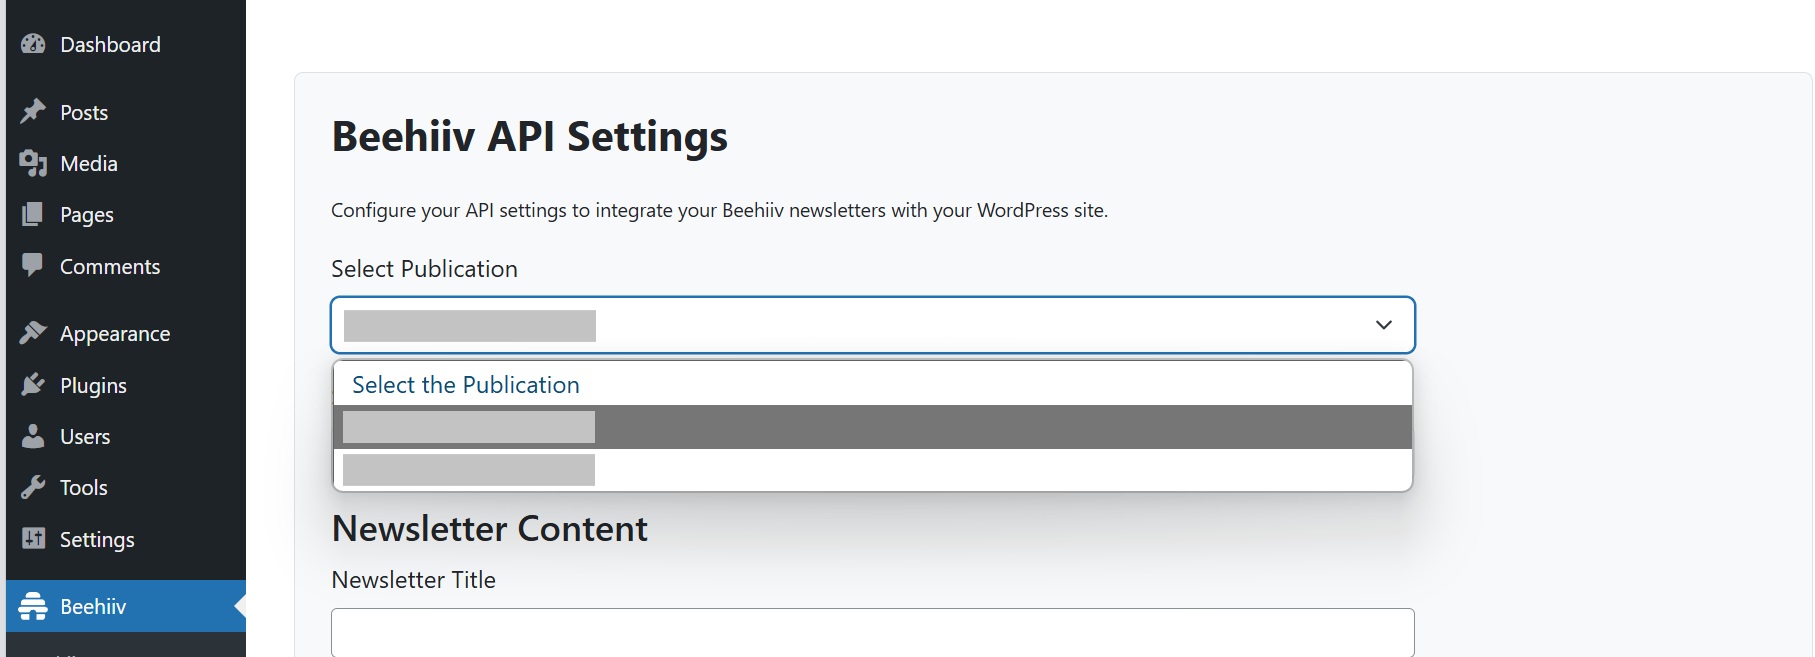 Dashboard
Posts
Media
Pages
Comments
Appearance
Plugins
Users
Tools
Settings
Beehiiv
Beehiiv API Settings
Configure your API settings to integrate your Beehiiv newsletters with your WordPress site.
Select Publication
Select the Publication
Newsletter Content
Newsletter Title